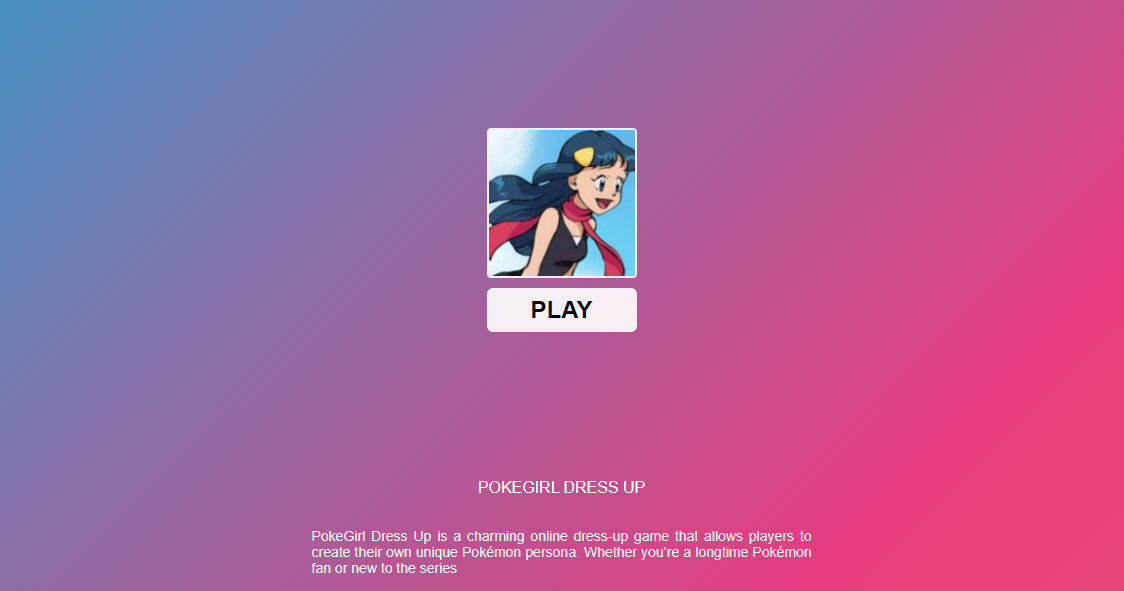 PLAY
POKEGIRL DRESS UP
PokeGirl Dress Up is a charming online dress-up game that allows players to
create their own unique Pokémon persona. Whether you're a longtime Pokémon
fan or new to the series